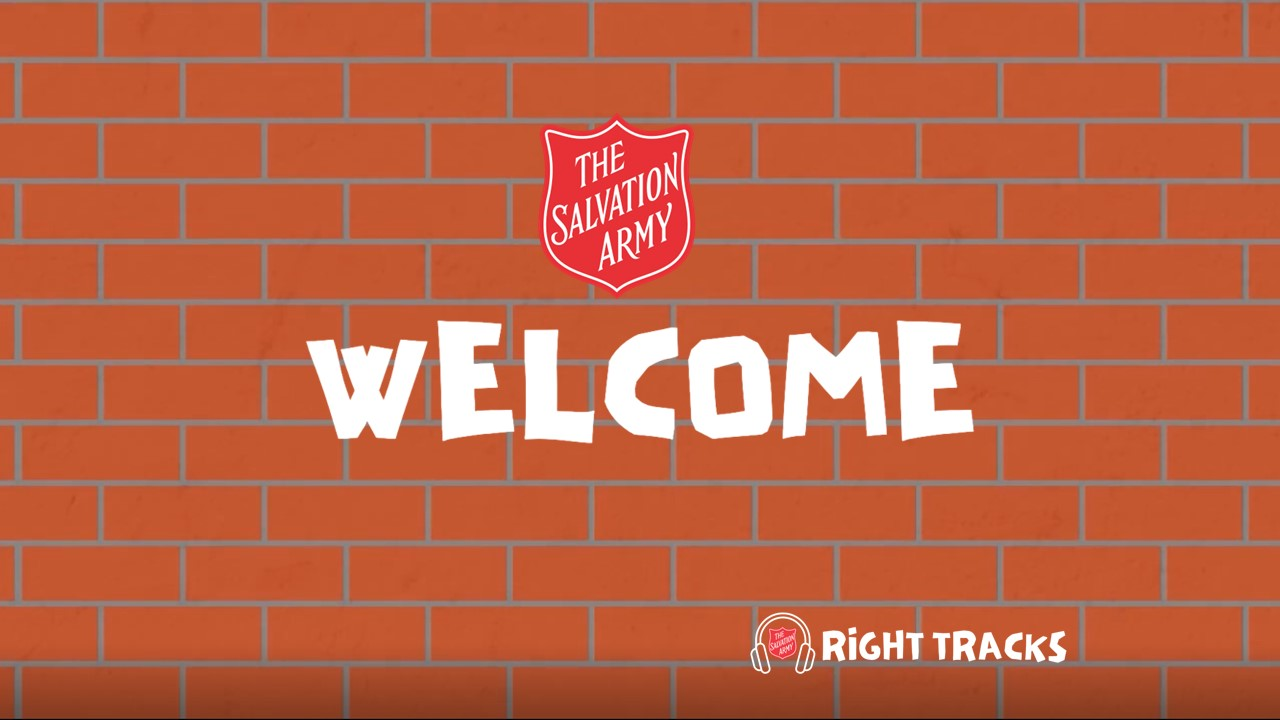 THE
SALVATION
ARMY
WELCOME
THE
SALVATION
ARMY
RIGHT TRACKS